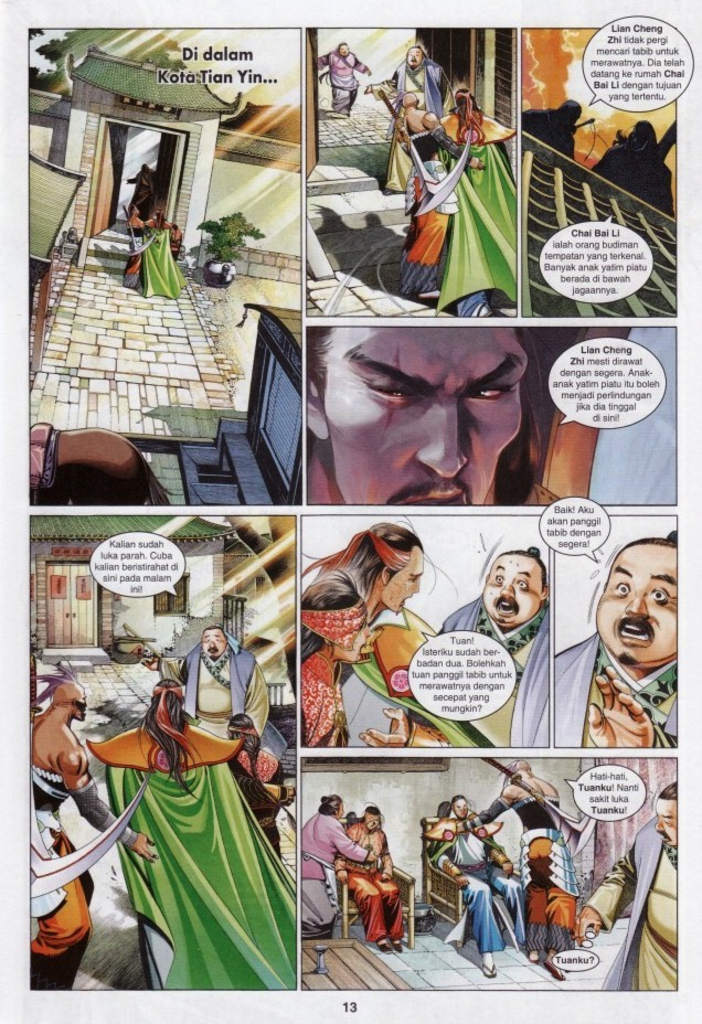 Di dalam
Kota Tian Yin...
Lian Cheng
Zhi tidak pergi
mencari tabib untuk
merawatnya. Dia telah
datang ke rumah Chai
Bai Li dengan tujuan
yang tertentu.
Chai Bai Li
ialah orang budiman
tempatan yang terkenal.
Banyak anak yatim piatu
berada di bawah
jagaannya.
Lian Cheng
Zhi mesti dirawat
dengan segera. Anak-
anak yatim piatu itu boleh
menjadi perlindungan
jika dia tinggal
di sini!
Kalian sudah
luka parah. Cuba
kalian beristirahat di
sini pada malam
ini!
Tuan!
Isteriku sudah ber-
badan dua. Bolehkah
tuan panggil tabib untuk
merawatnya dengan
secepat yang
mungkin?
Baik! Aku
akan panggil
tabib dengan
segera!
Hati-hati,
Tuanku! Nanti
sakit luka
Tuanku!
Tuanku?
13